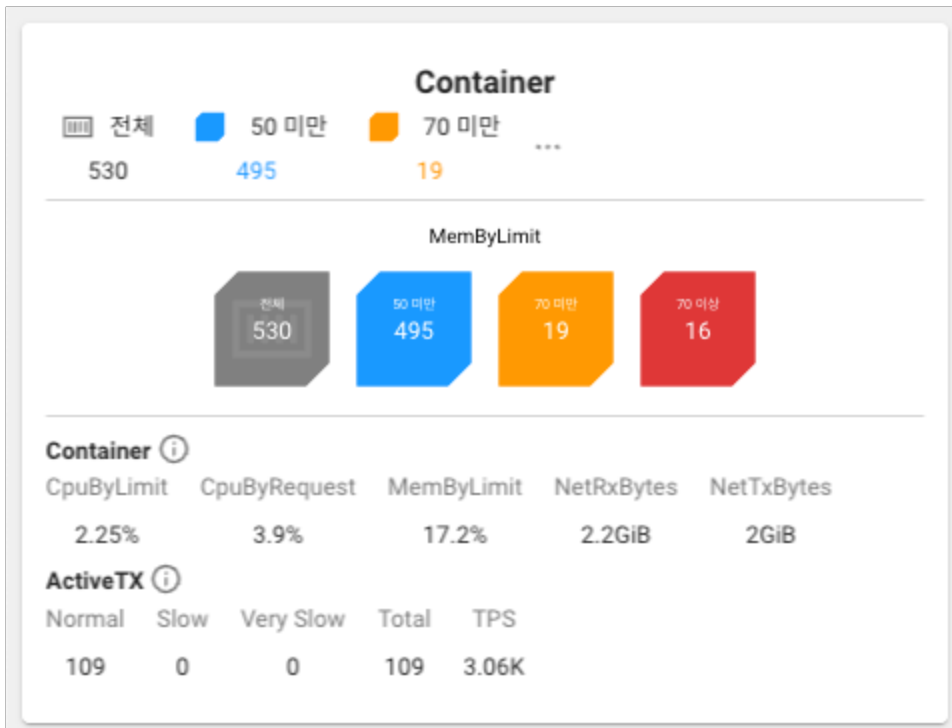 Container
전체 50 미만 70 미만 ...
530 495 19
MemByLimit
전체 50 미만 70 미만 70 이상
530 495 19 16
Container
CpuByLimit CpuByRequest MemByLimit NetRxBytes NetTxBytes
2.25% 3.9% 17.2% 2.2GiB 2GiB
ActiveTX
Normal Slow Very Slow Total TPS
109 0 0 109 3.06K